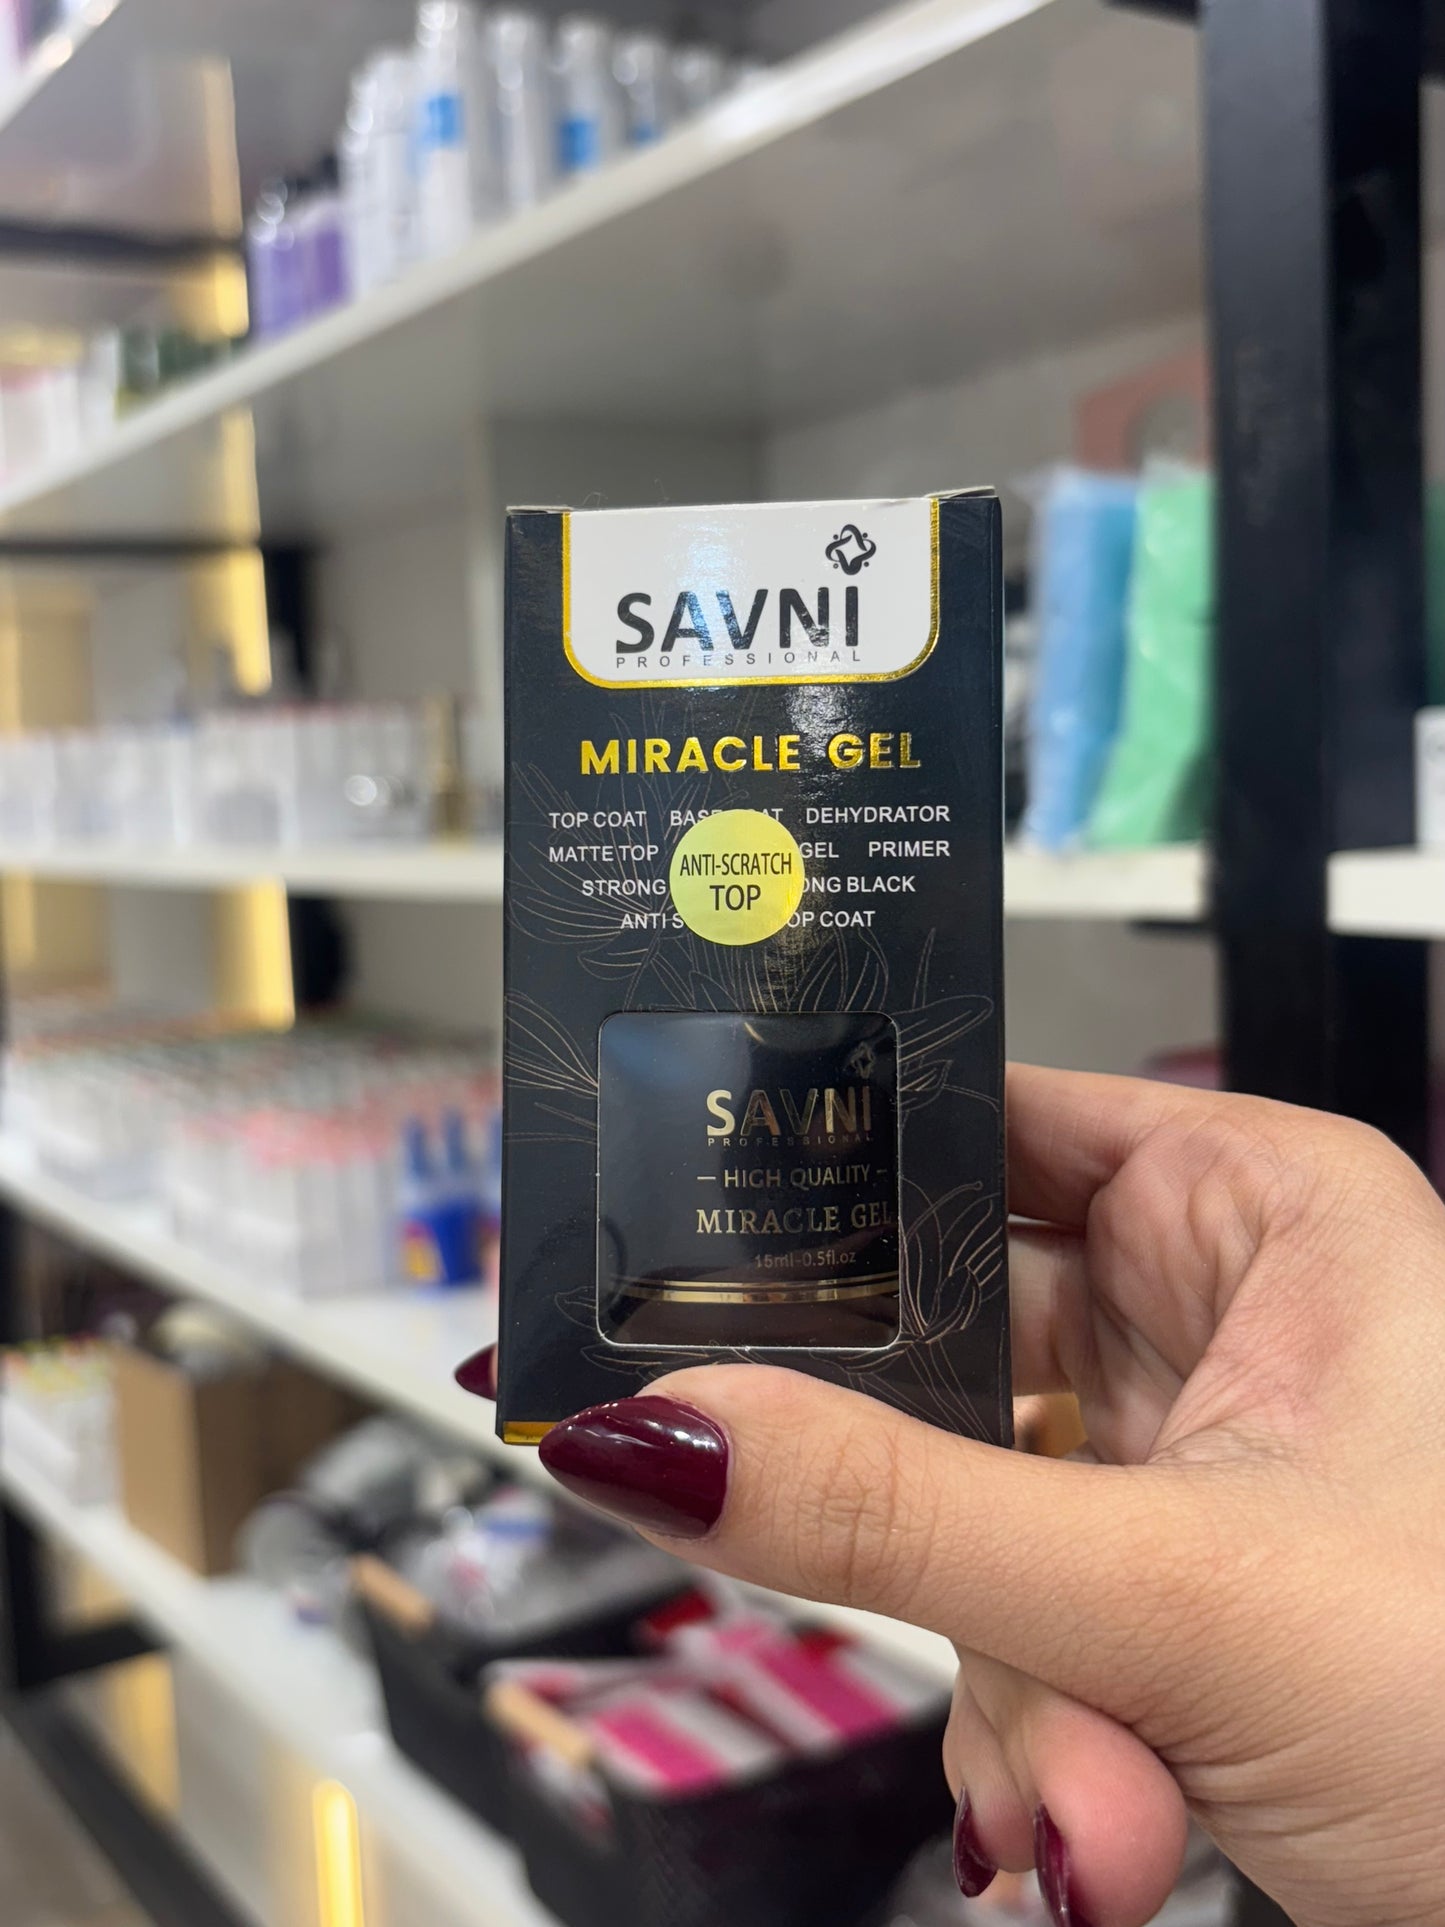 SAVNI
PROFESSIONAL
MIRACLE GEL
TOP COAT DEHYDRATOR
MATTE TOP GEL PRIMER
STRONG BLACK
ANTI COAT
ANTI-SCRATCH
TOP
SAVNI
PROFESSIONAL
— HIGH QUALITY –
MIRACLE GEL
15ml-0.5fl.oz